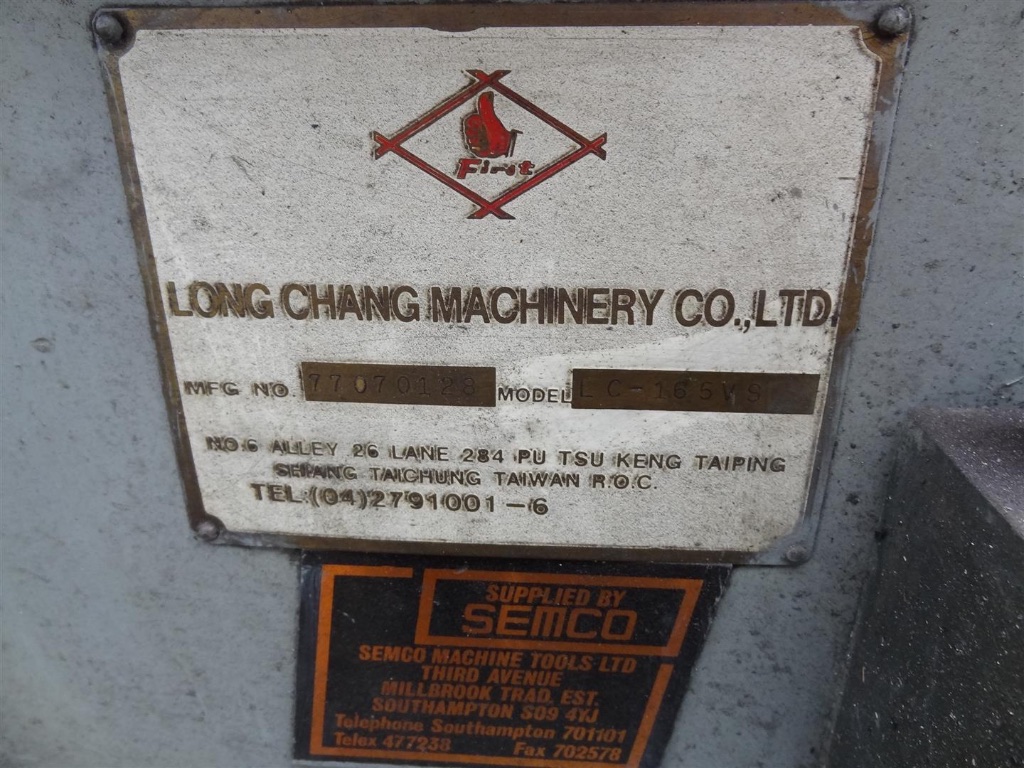 First
LONG CHANG MACHINERY CO.,LTD.
MFG NO. 77070128 MODEL LC-165VS
NO.6 ALLEY 26 LANE 284 PU TSU KENG TAIPING
SHIANG TAICHUNG TAIWAN R.O.C.
TEL:(04)2791001-6
SUPPLIED BY
SEMCO
SEMCO MACHINE TOOLS LTD
THIRD AVENUE
MILLBROOK TRAD. EST.
SOUTHAMPTON SO9 4YJ
Telephone Southampton 701101
Telex 477238 Fax 702578